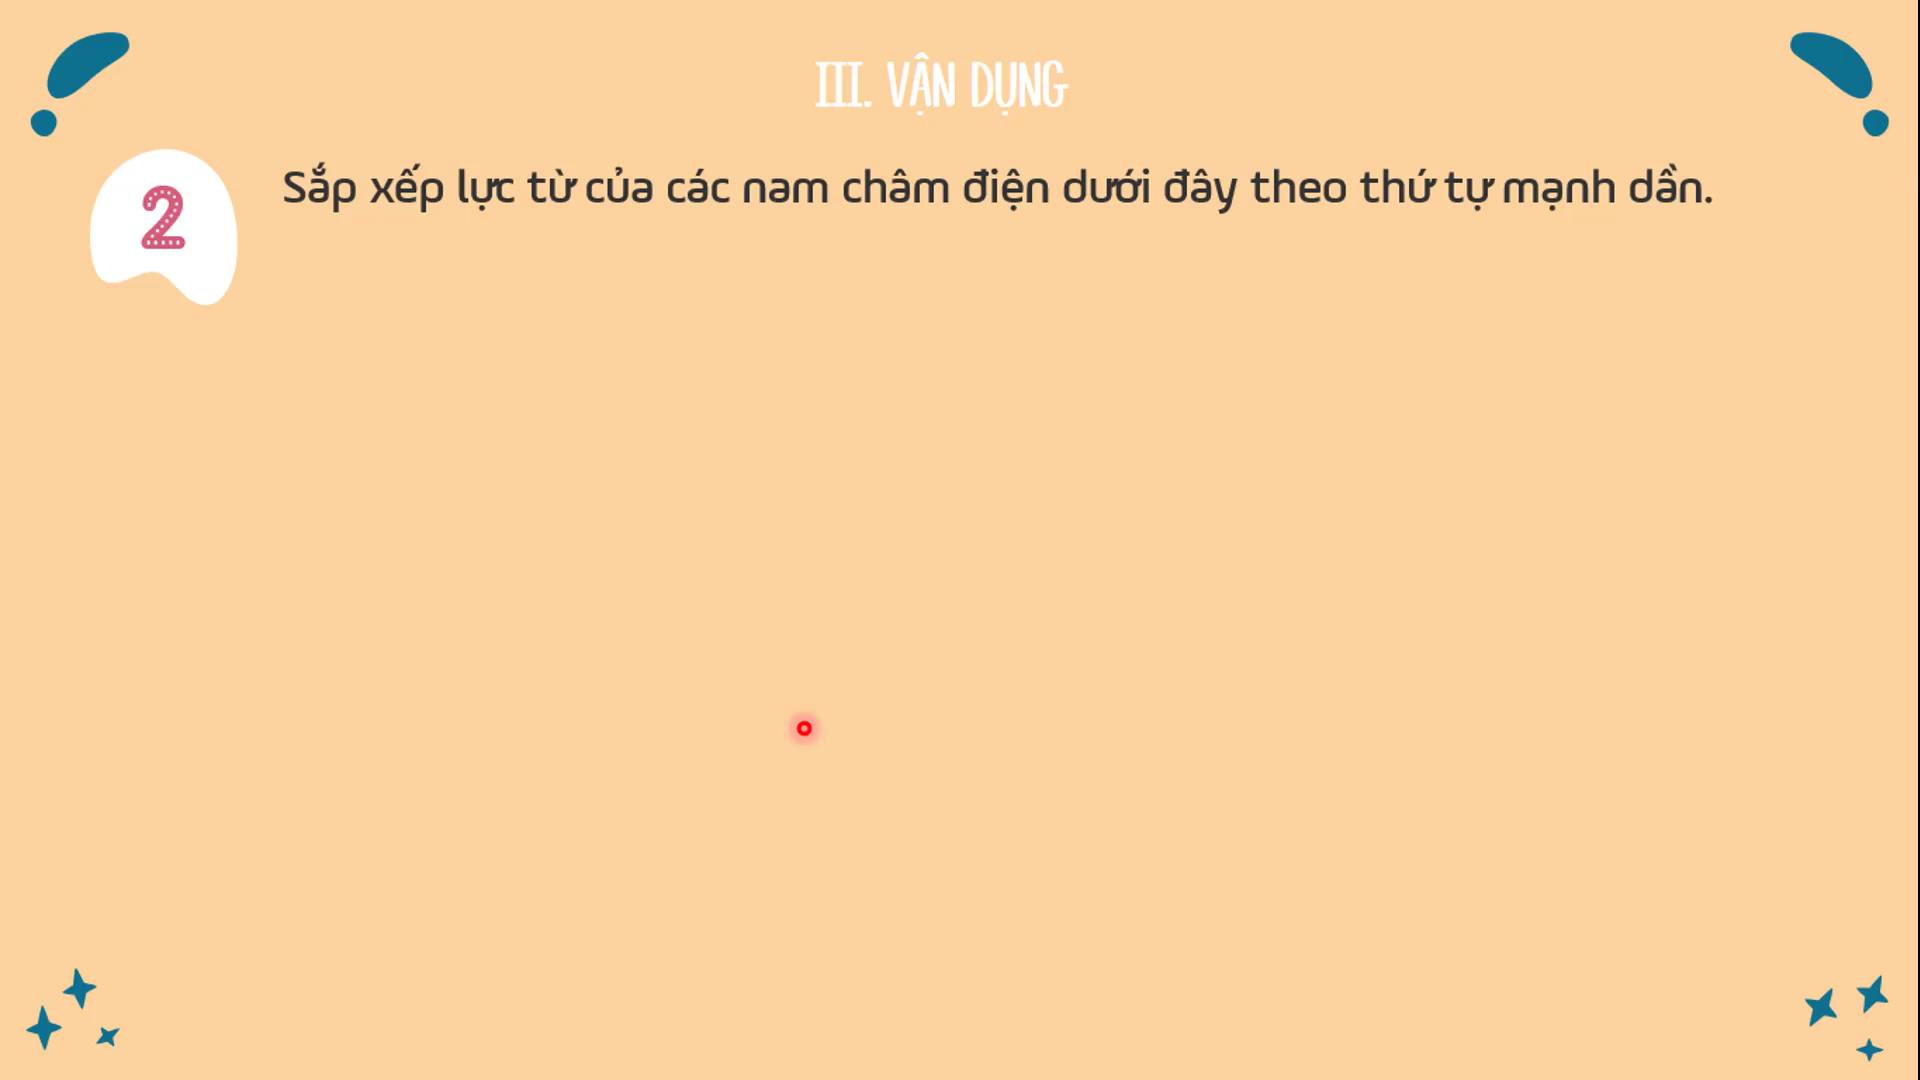 III. VẬN DỤNG
2
Sắp xếp lực từ của các nam châm điện dưới đây theo thứ tự mạnh dần.